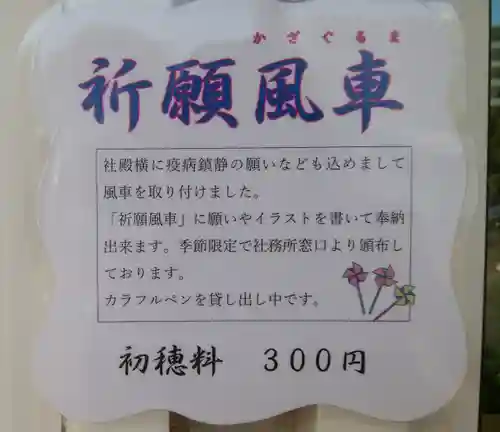 かざぐるま
祈願風車
社殿横に疫病鎮静の願いなども込めまして
風車を取り付けました。
「祈願風車」に願いやイラストを書いて奉納
出来ます。季節限定で社務所窓口より頒布し
ております。
カラフルペンを貸し出し中です。
初穂料　３００円